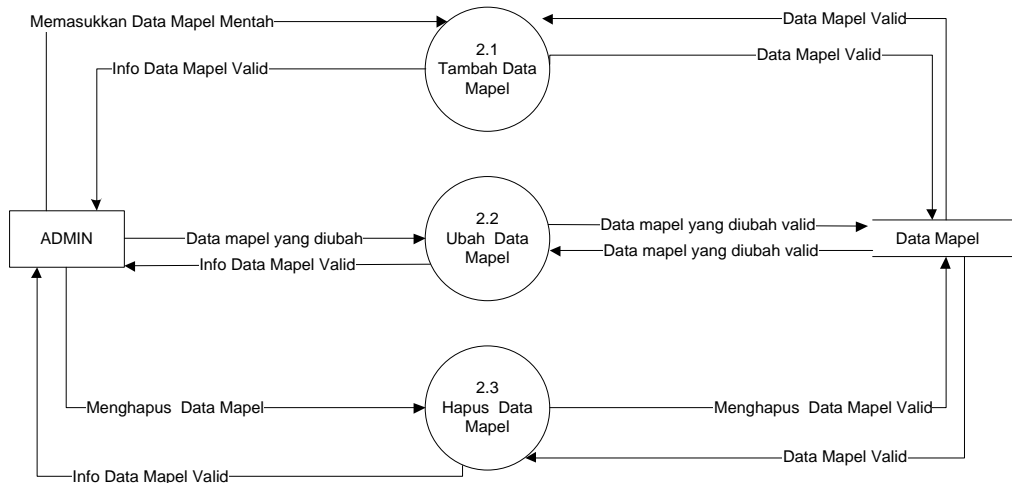 Memasukkan Data Mapel Mentah
Data Mapel Valid
2.1
Tambah Data
Mapel
Info Data Mapel Valid
Data Mapel Valid
ADMIN
Data mapel yang diubah
Info Data Mapel Valid
2.2
Ubah Data
Mapel
Data mapel yang diubah valid
Data mapel yang diubah valid
Data Mapel
2.3
Hapus Data
Mapel
Menghapus Data Mapel
Menghapus Data Mapel Valid
Info Data Mapel Valid
Data Mapel Valid